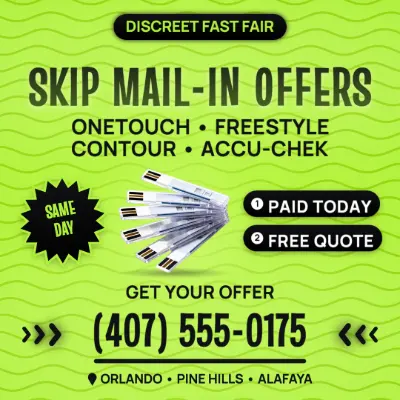 DISCREET FAST FAIR
SKIP MAIL-IN OFFERS
ONETOUCH • FREESTYLE
CONTOUR • ACCU-CHEK
SAME
DAY
1 PAID TODAY
2 FREE QUOTE
GET YOUR OFFER
(407) 555-0175
ORLANDO • PINE HILLS • ALAFAYA